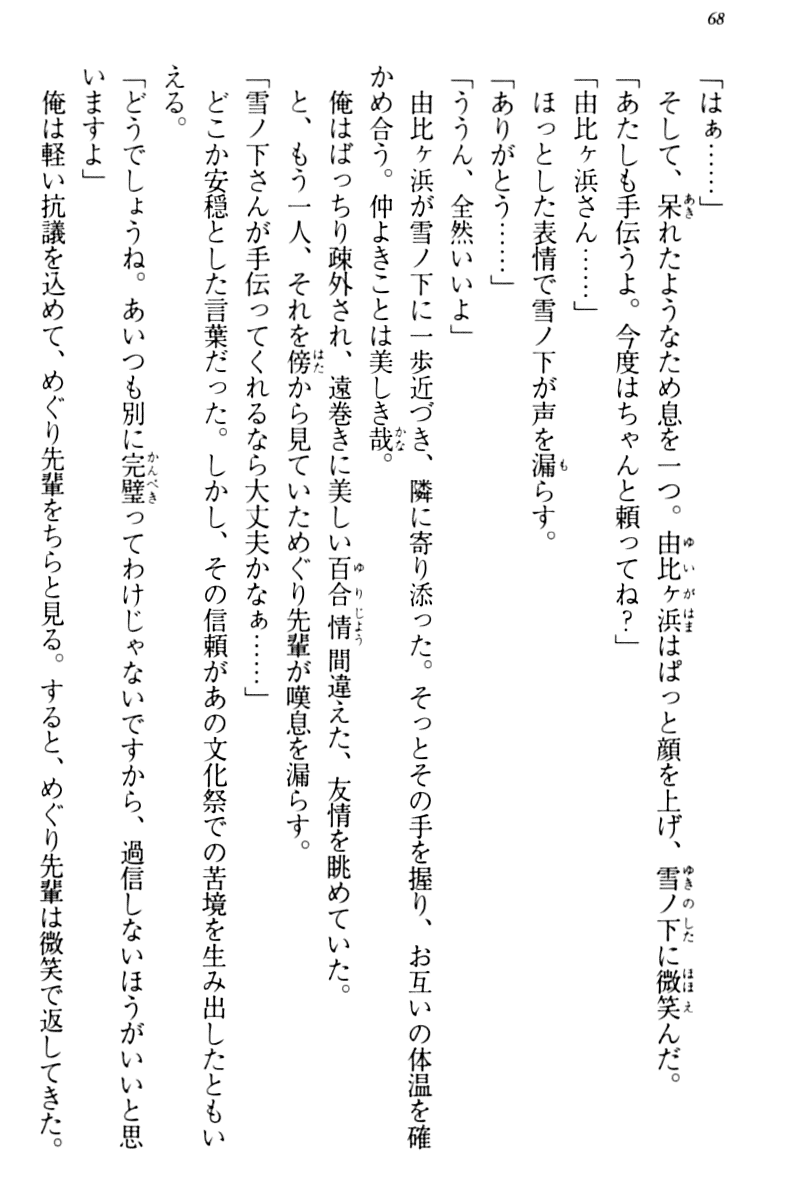 68
「はぁ……」
　そして、呆れたようなため息を一つ。由比ヶ浜はぱっと顔を上げ、雪ノ下に微笑んだ。
「あたしも手伝うよ。今度はちゃんと頼ってね？」
「由比ヶ浜さん……」
　ほっとした表情で雪ノ下が声を漏らす。
「ありがとう……」
「ううん、全然いいよ」
　由比ヶ浜が雪ノ下に一歩近づき、隣に寄り添った。そっとその手を握り、お互いの体温を確
かめ合う。仲よきことは美しき哉。
　俺はばっちり疎外され、遠巻きに美しい百合情間違えた、友情を眺めていた。
　と、もう一人、それを傍から見ていためぐり先輩が嘆息を漏らす。
「雪ノ下さんが手伝ってくれるなら大丈夫かなぁ……」
　どこか安穏とした言葉だった。しかし、その信頼があの文化祭での苦境を生み出したともい
える。
「どうでしょうね。あいつも別に完璧ってわけじゃないですから、過信しないほうがいいと思
いますよ」
　俺は軽い抗議を込めて、めぐり先輩をちらと見る。すると、めぐり先輩は微笑で返してきた。